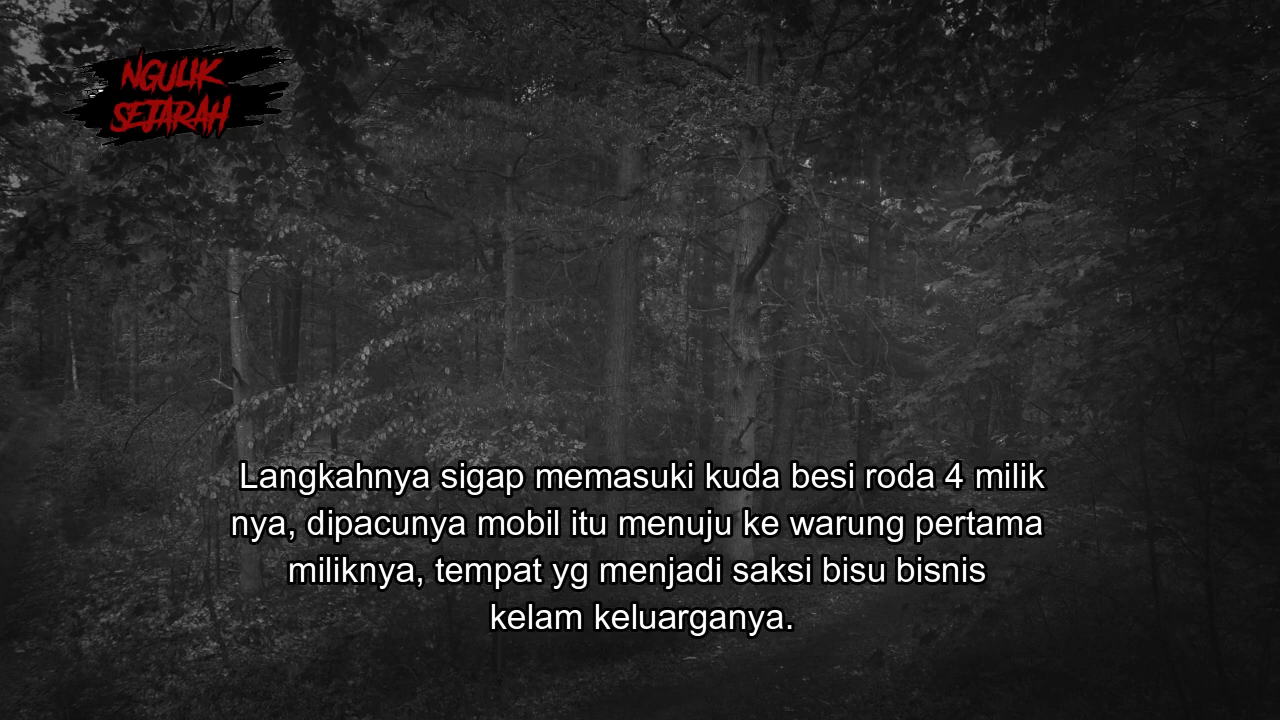 NGULIK
SEJARAH
Langkahnya sigap memasuki kuda besi roda 4 milik
nya, dipacunya mobil itu menuju ke warung pertama
miliknya, tempat yg menjadi saksi bisu bisnis
kelam keluarganya.